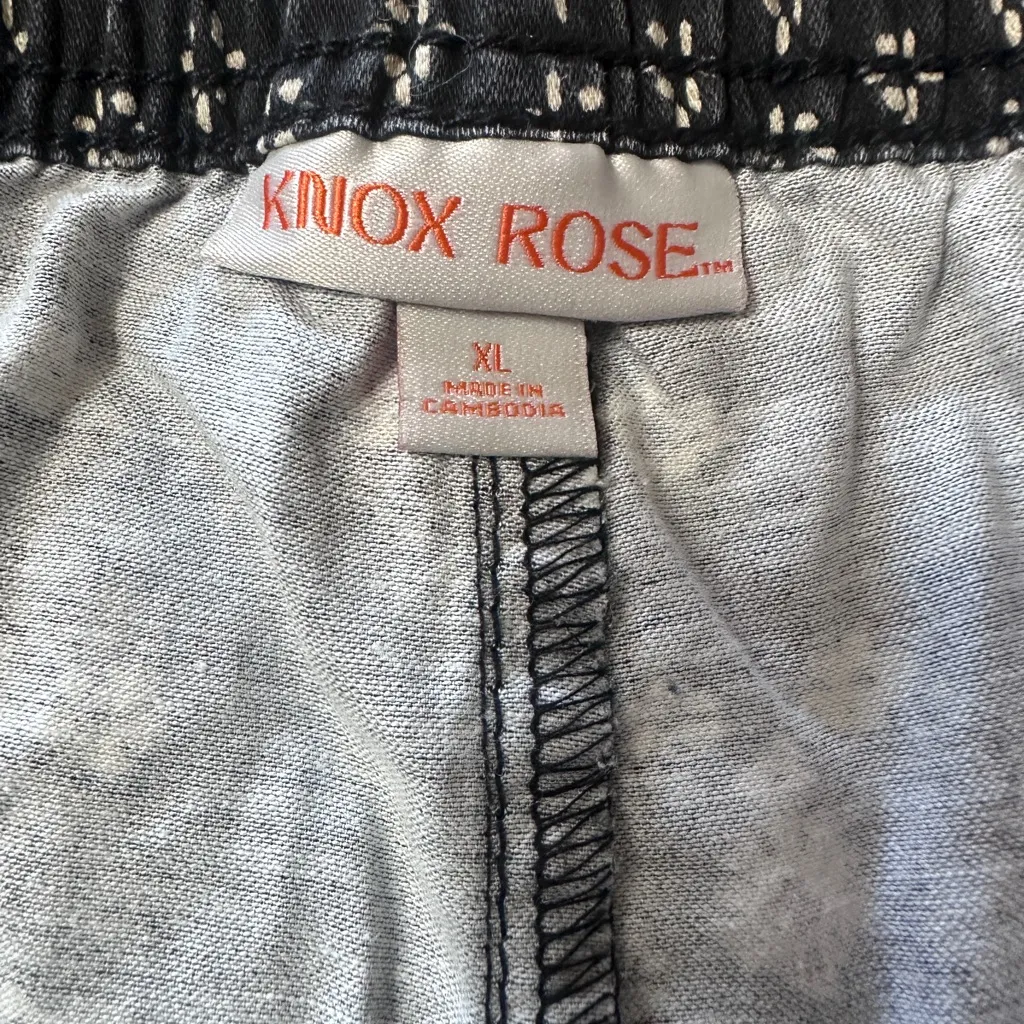 KNOX ROSE™
XL
MADE IN
CAMBODIA